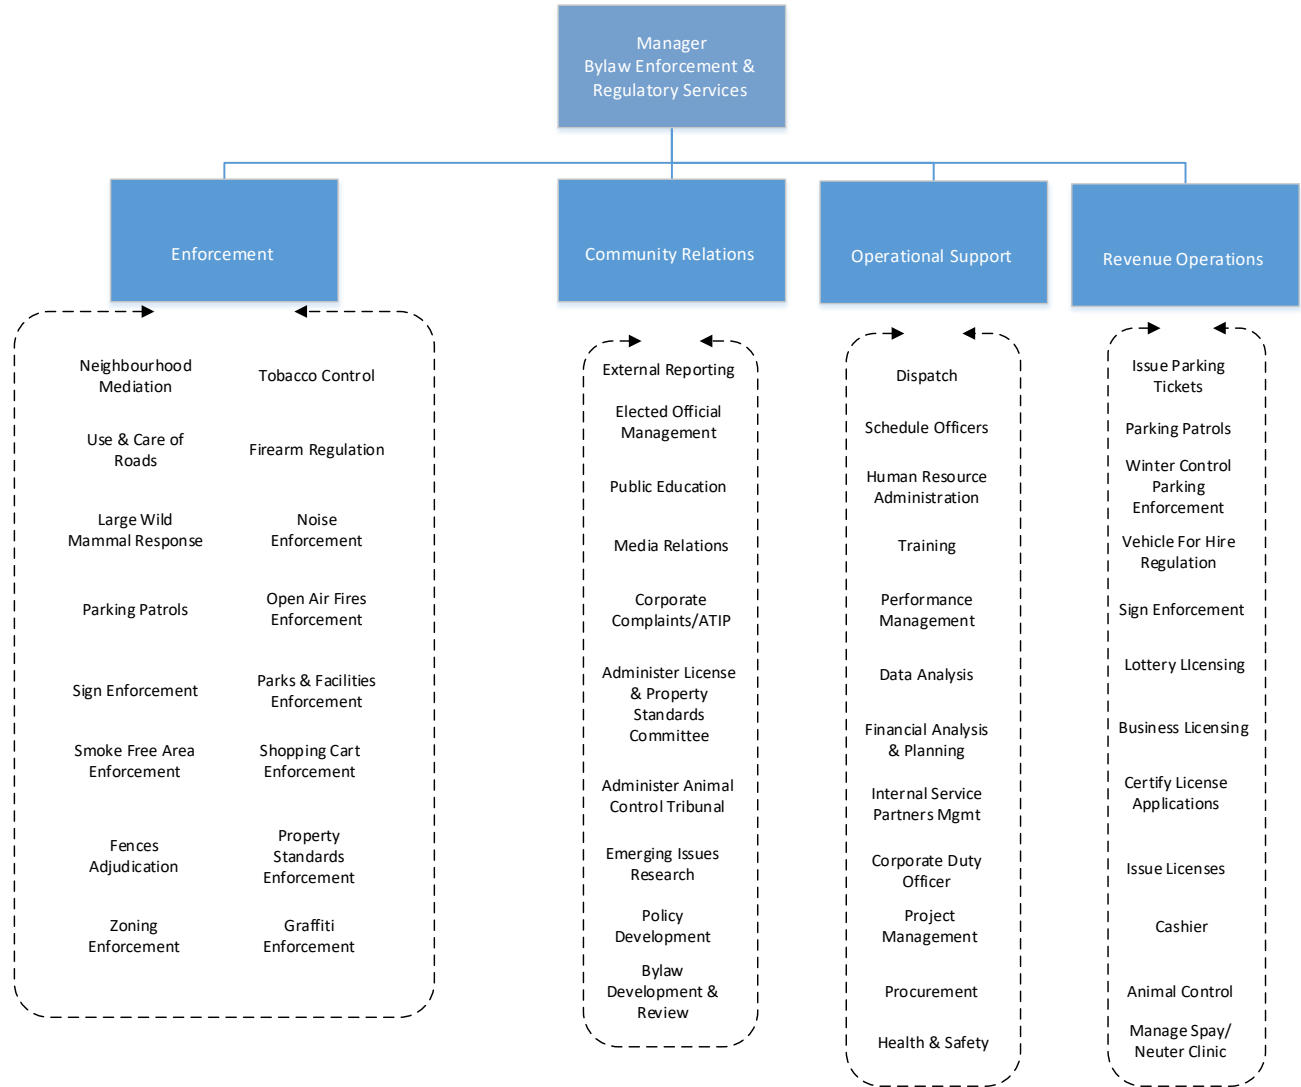 Manager
Bylaw Enforcement &
Regulatory Services
Enforcement
Community Relations
Operational Support
Revenue Operations
Neighbourhood
Mediation
Use & Care of
Roads
Large Wild
Mammal Response
Parking Patrols
Sign Enforcement
Smoke Free Area
Enforcement
Fences
Adjudication
Zoning
Enforcement
Tobacco Control
Firearm Regulation
Noise
Enforcement
Open Air Fires
Enforcement
Parks & Facilities
Enforcement
Shopping Cart
Enforcement
Property
Standards
Enforcement
Graffiti
Enforcement
External Reporting
Elected Official
Management
Public Education
Media Relations
Corporate
Complaints/ATIP
Administer License
& Property
Standards
Committee
Administer Animal
Control Tribunal
Emerging Issues
Research
Policy
Development
Bylaw
Development &
Review
Dispatch
Schedule Officers
Human Resource
Administration
Training
Performance
Management
Data Analysis
Financial Analysis
& Planning
Internal Service
Partners Mgmt
Corporate Duty
Officer
Project
Management
Procurement
Health & Safety
Issue Parking
Tickets
Parking Patrols
Winter Control
Parking
Enforcement
Vehicle For Hire
Regulation
Sign Enforcement
Lottery LIcensing
Business Licensing
Certify License
Applications
Issue Licenses
Cashier
Animal Control
Manage Spay/
Neuter Clinic